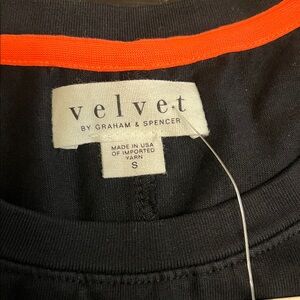 velvet
BY GRAHAM & SPENCER
MADE IN USA
OF IMPORTED
YARN
S